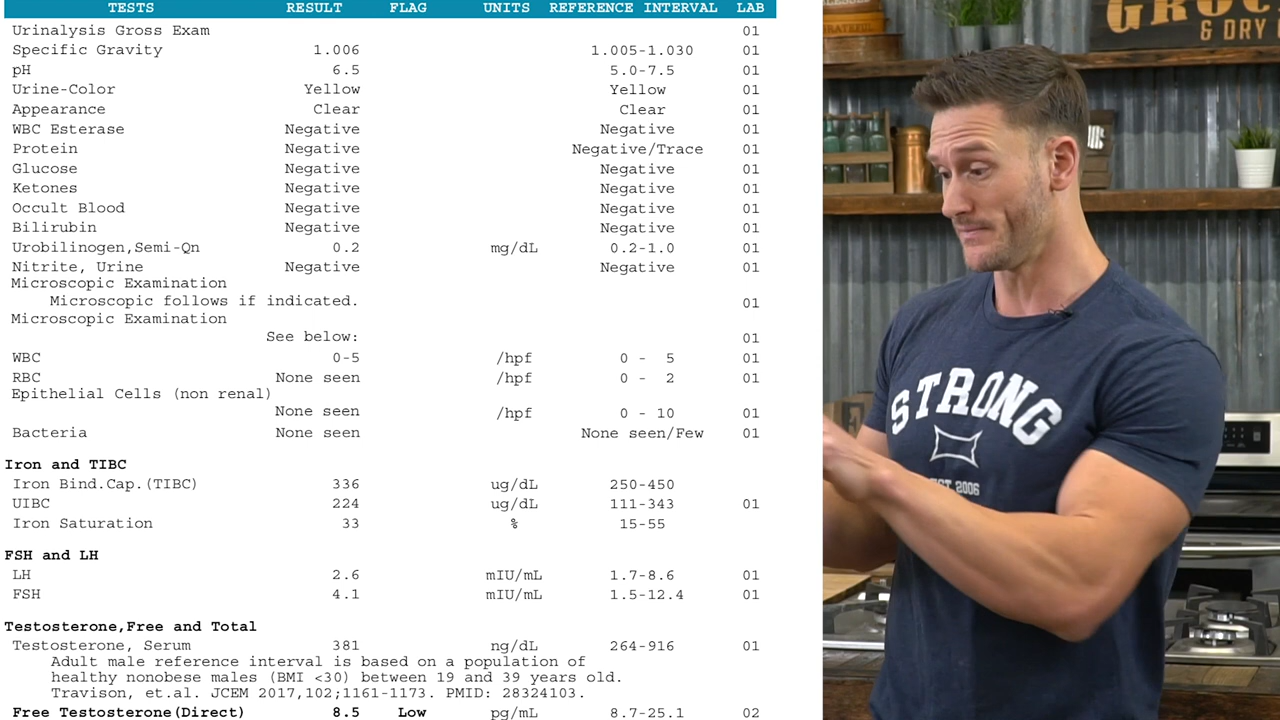 TESTS RESULT FLAG UNITS REFERENCE INTERVAL LAB
Urinalysis Gross Exam 01
Specific Gravity 1.006 1.005-1.030 01
pH 6.5 5.0-7.5 01
Urine-Color Yellow Yellow 01
Appearance Clear Clear 01
WBC Esterase Negative Negative 01
Protein Negative Negative/Trace 01
Glucose Negative Negative 01
Ketones Negative Negative 01
Occult Blood Negative Negative 01
Bilirubin Negative Negative 01
Urobilinogen,Semi-Qn 0.2 mg/dL 0.2-1.0 01
Nitrite, Urine Negative Negative 01
Microscopic Examination
Microscopic follows if indicated. 01
Microscopic Examination
See below: 01
WBC 0-5 /hpf 0 - 5 01
RBC None seen /hpf 0 - 2 01
Epithelial Cells (non renal)
None seen /hpf 0 - 10 01
Bacteria None seen None seen/Few 01
Iron and TIBC
Iron Bind.Cap.(TIBC) 336 ug/dL 250-450
UIBC 224 ug/dL 111-343 01
Iron Saturation 33 % 15-55
FSH and LH
LH 2.6 mIU/mL 1.7-8.6 01
FSH 4.1 mIU/mL 1.5-12.4 01
Testosterone,Free and Total
Testosterone, Serum 381 ng/dL 264-916 01
Adult male reference interval is based on a population of
healthy nonobese males (BMI <30) between 19 and 39 years old.
Travison, et.al. JCEM 2017,102;1161-1173. PMID: 28324103.
Free Testosterone(Direct) 8.5 Low pg/mL 8.7-25.1 02
GRATEFUL
& DRY
STRONG
2006